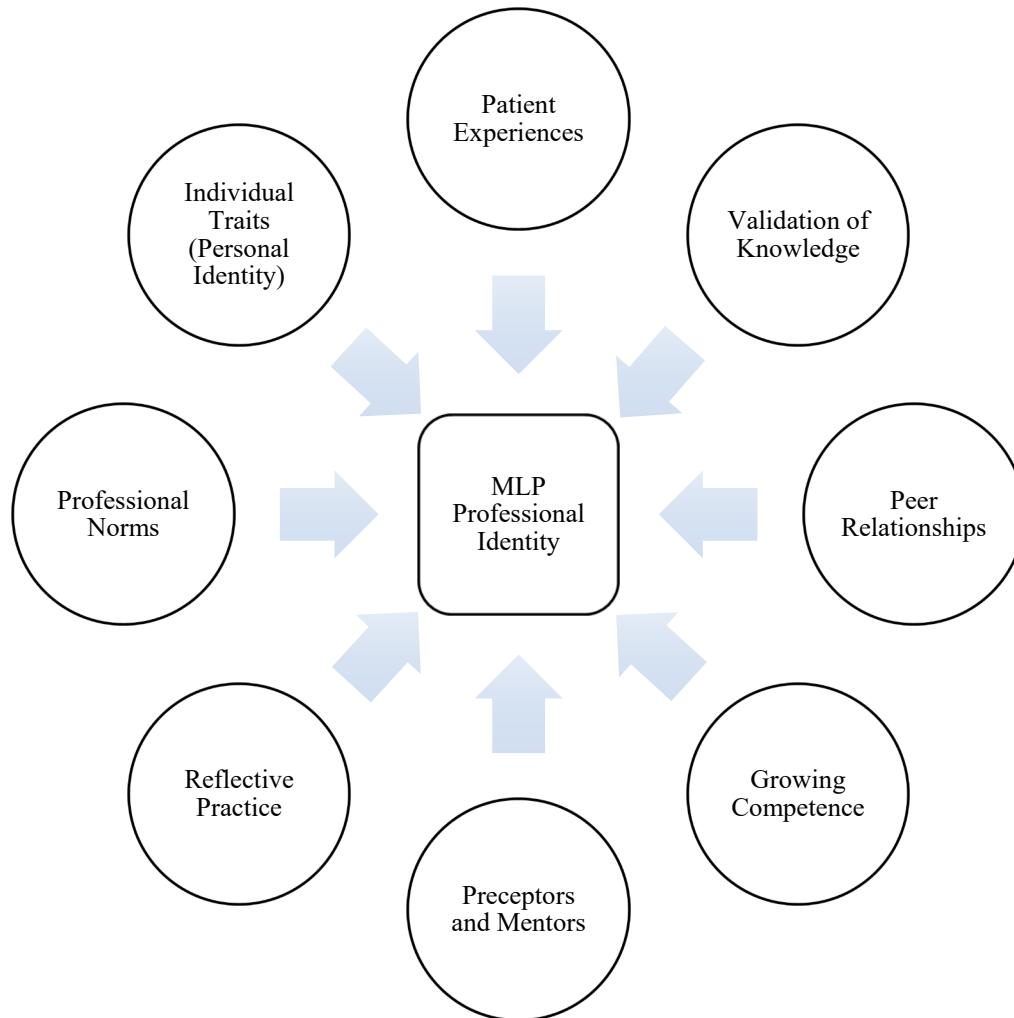 Patient
Experiences
Individual
Traits
(Personal
Identity)
Validation of
Knowledge
Professional
Norms
MLP
Professional
Identity
Peer
Relationships
Reflective
Practice
Growing
Competence
Preceptors
and Mentors